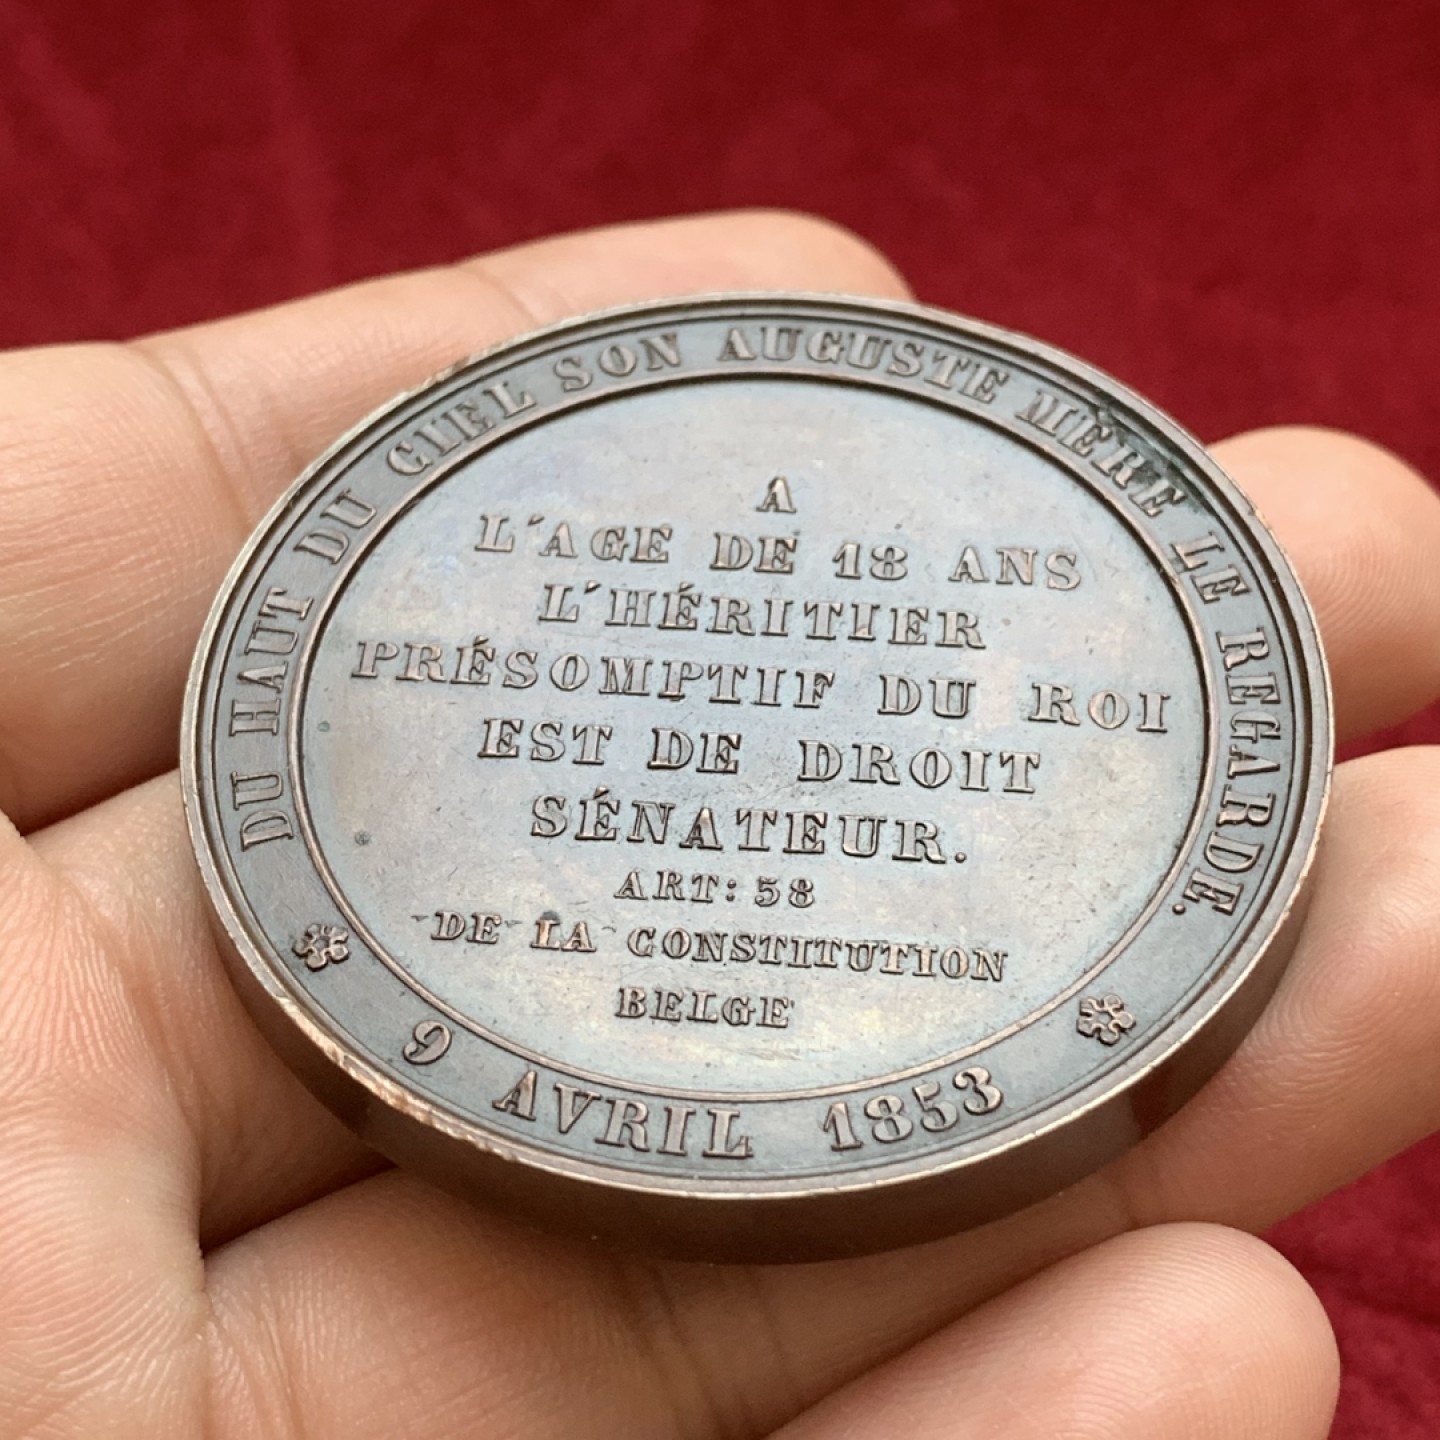 DU HAUT DU CIEL SON AUGUSTE MÈRE LE REGARDE.
A
L'AGE DE 18 ANS
L'HÉRITIER
PRÉSOMPTIF DU ROI
EST DE DROIT
SÉNATEUR.
ART: 58
DE LA CONSTITUTION
BELGE
9 AVRIL 1853